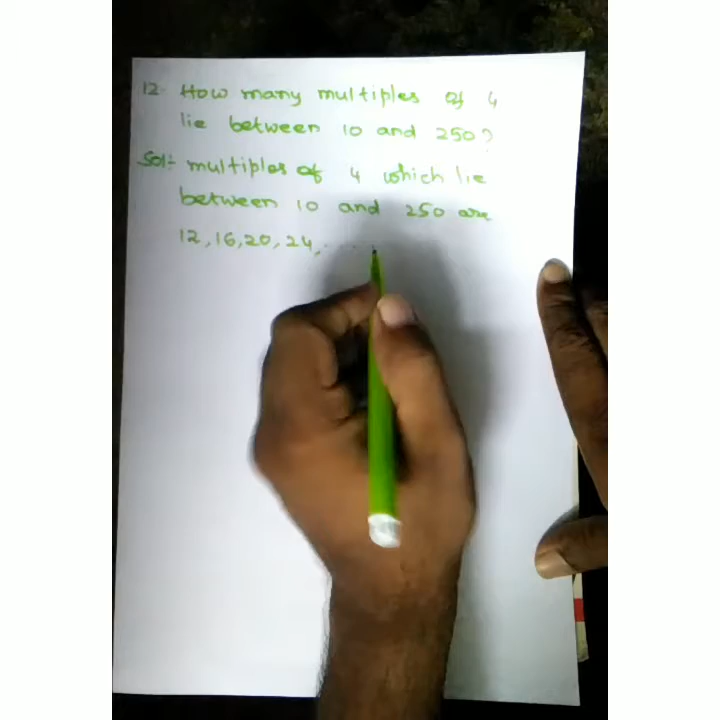 12. How many multiples of 4
lie between 10 and 250?
Sol:- multiples of 4 which lie
between 10 and 250 are
12, 16, 20, 24, .....